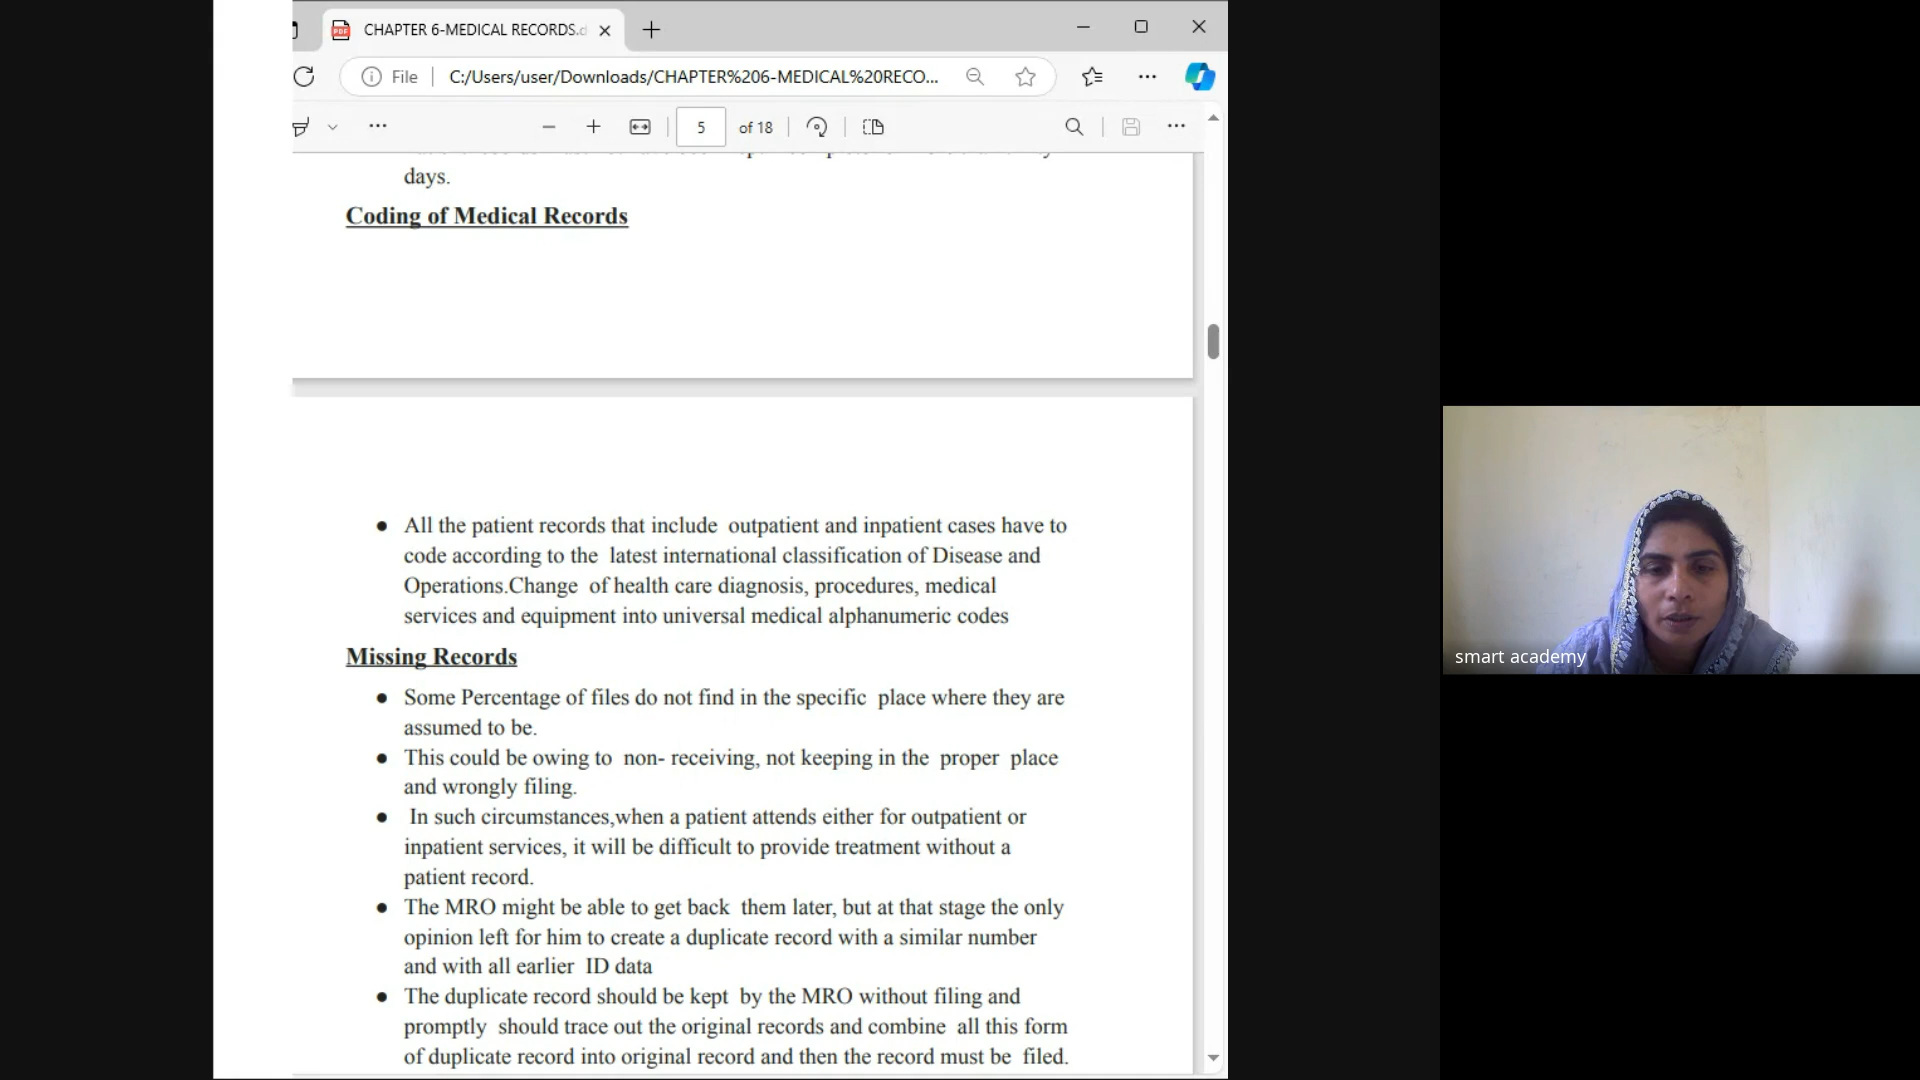 CHAPTER 6-MEDICAL RECORDS.d
File
C:/Users/user/Downloads/CHAPTER%206-MEDICAL%20RECO...
5 of 18
days.
Coding of Medical Records
● All the patient records that include outpatient and inpatient cases have to
code according to the latest international classification of Disease and
Operations.Change of health care diagnosis, procedures, medical
services and equipment into universal medical alphanumeric codes
Missing Records
● Some Percentage of files do not find in the specific place where they are
assumed to be.
● This could be owing to non- receiving, not keeping in the proper place
and wrongly filing.
● In such circumstances,when a patient attends either for outpatient or
inpatient services, it will be difficult to provide treatment without a
patient record.
● The MRO might be able to get back them later, but at that stage the only
opinion left for him to create a duplicate record with a similar number
and with all earlier ID data
● The duplicate record should be kept by the MRO without filing and
promptly should trace out the original records and combine all this form
of duplicate record into original record and then the record must be filed.
smart academy